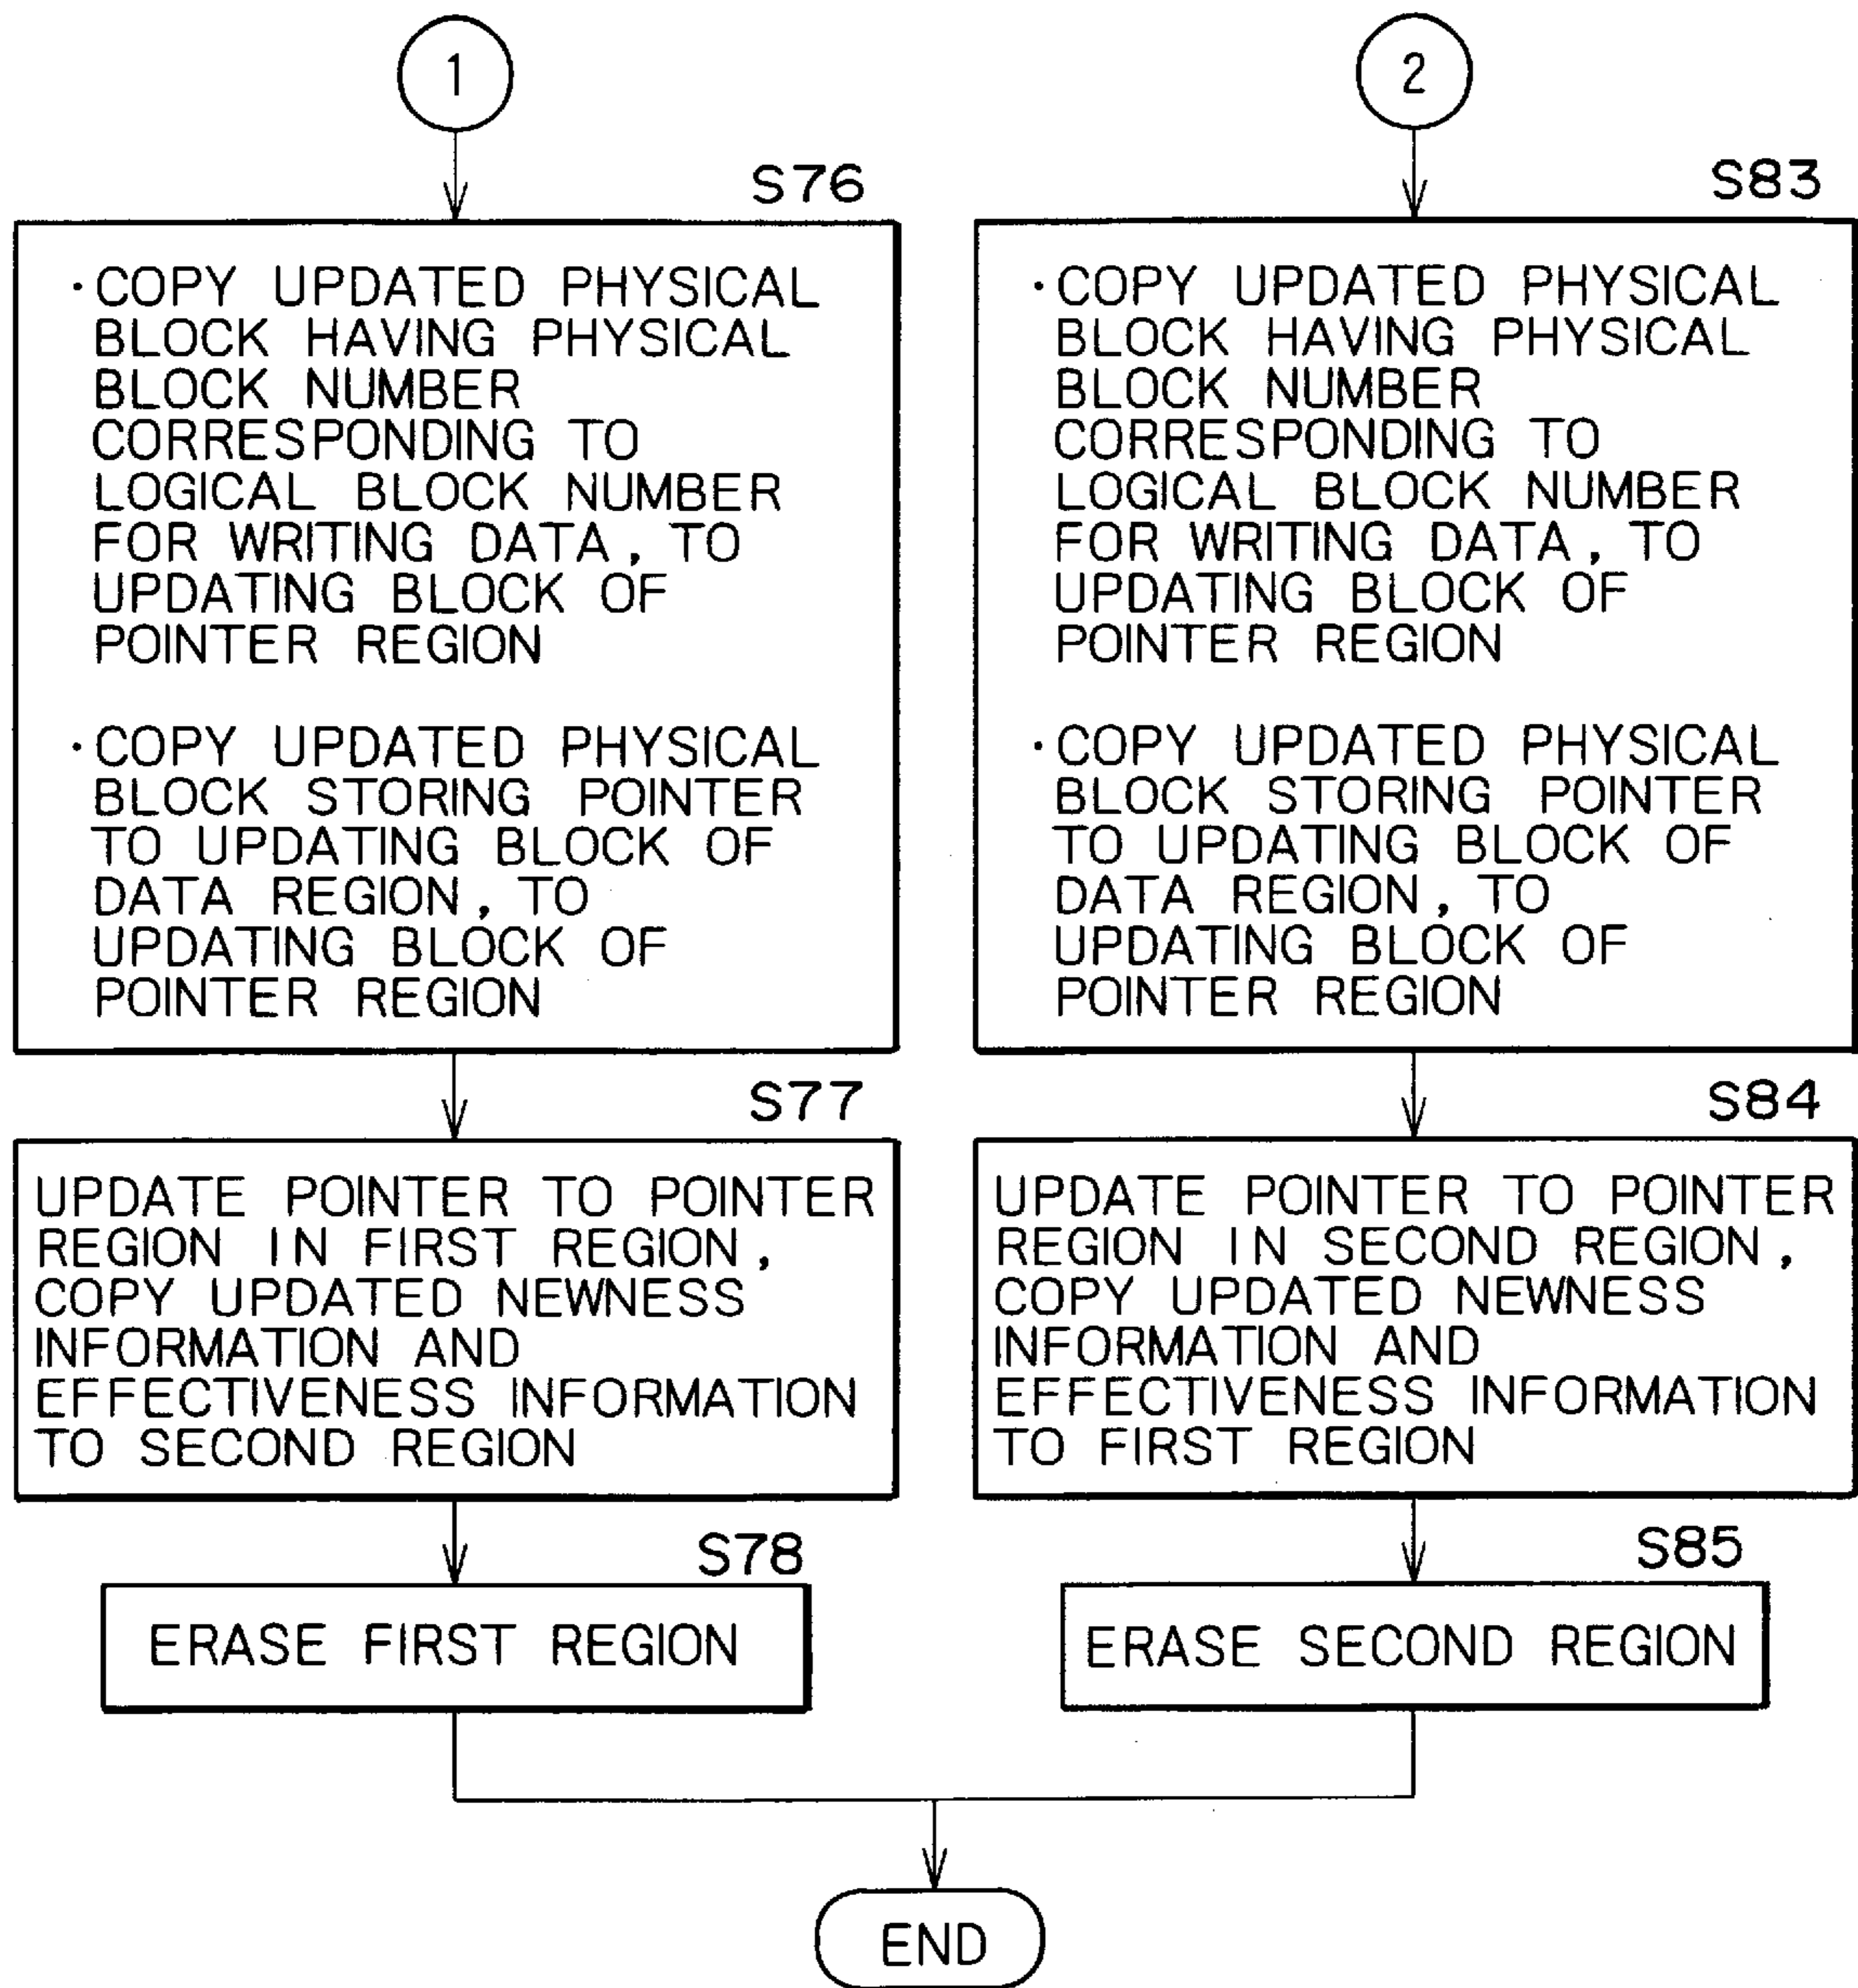 1
S76
·COPY UPDATED PHYSICAL
BLOCK HAVING PHYSICAL
BLOCK NUMBER
CORRESPONDING TO
LOGICAL BLOCK NUMBER
FOR WRITING DATA, TO
UPDATING BLOCK OF
POINTER REGION
·COPY UPDATED PHYSICAL
BLOCK STORING POINTER
TO UPDATING BLOCK OF
DATA REGION, TO
UPDATING BLOCK OF
POINTER REGION
S77
UPDATE POINTER TO POINTER
REGION IN FIRST REGION,
COPY UPDATED NEWNESS
INFORMATION AND
EFFECTIVENESS INFORMATION
TO SECOND REGION
S78
ERASE FIRST REGION
2
S83
·COPY UPDATED PHYSICAL
BLOCK HAVING PHYSICAL
BLOCK NUMBER
CORRESPONDING TO
LOGICAL BLOCK NUMBER
FOR WRITING DATA, TO
UPDATING BLOCK OF
POINTER REGION
·COPY UPDATED PHYSICAL
BLOCK STORING POINTER
TO UPDATING BLOCK OF
DATA REGION, TO
UPDATING BLOCK OF
POINTER REGION
S84
UPDATE POINTER TO POINTER
REGION IN SECOND REGION,
COPY UPDATED NEWNESS
INFORMATION AND
EFFECTIVENESS INFORMATION
TO FIRST REGION
S85
ERASE SECOND REGION
END